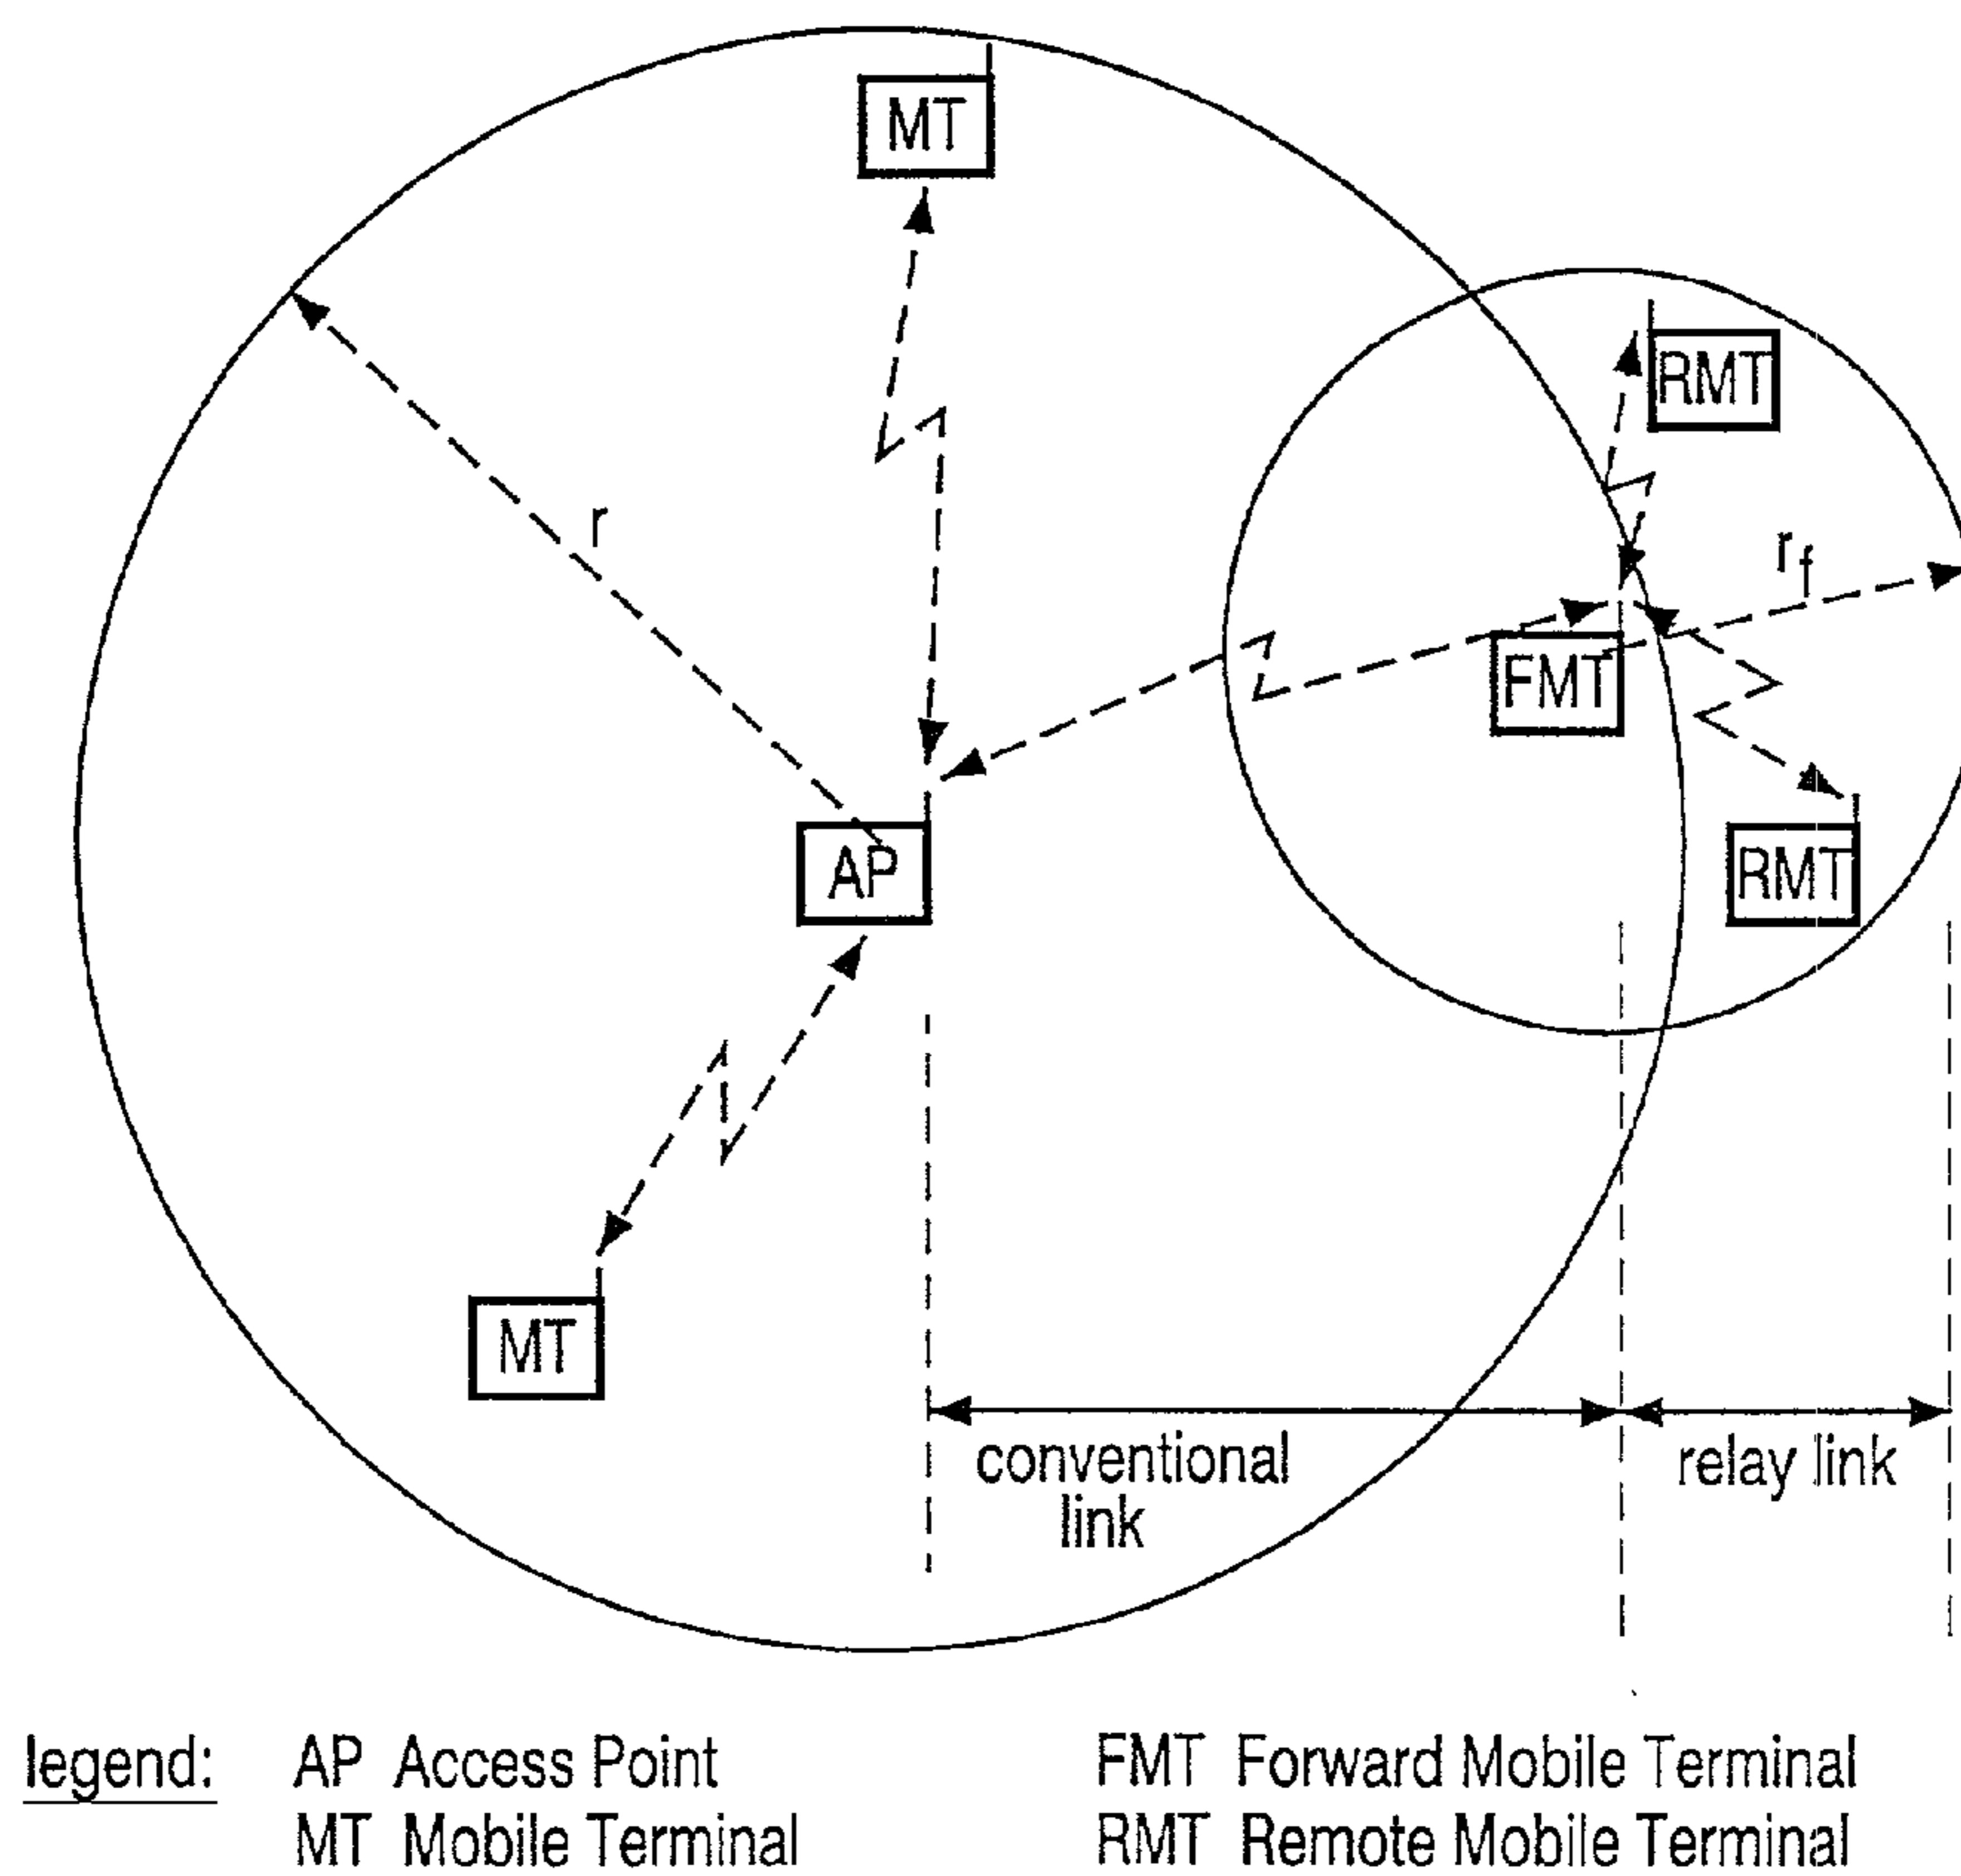 MT
RMT
r
r_f
FMT
AP
RMT
MT
conventional
link
relay link
legend: AP Access Point FMT Forward Mobile Terminal
MT Mobile Terminal RMT Remote Mobile Terminal